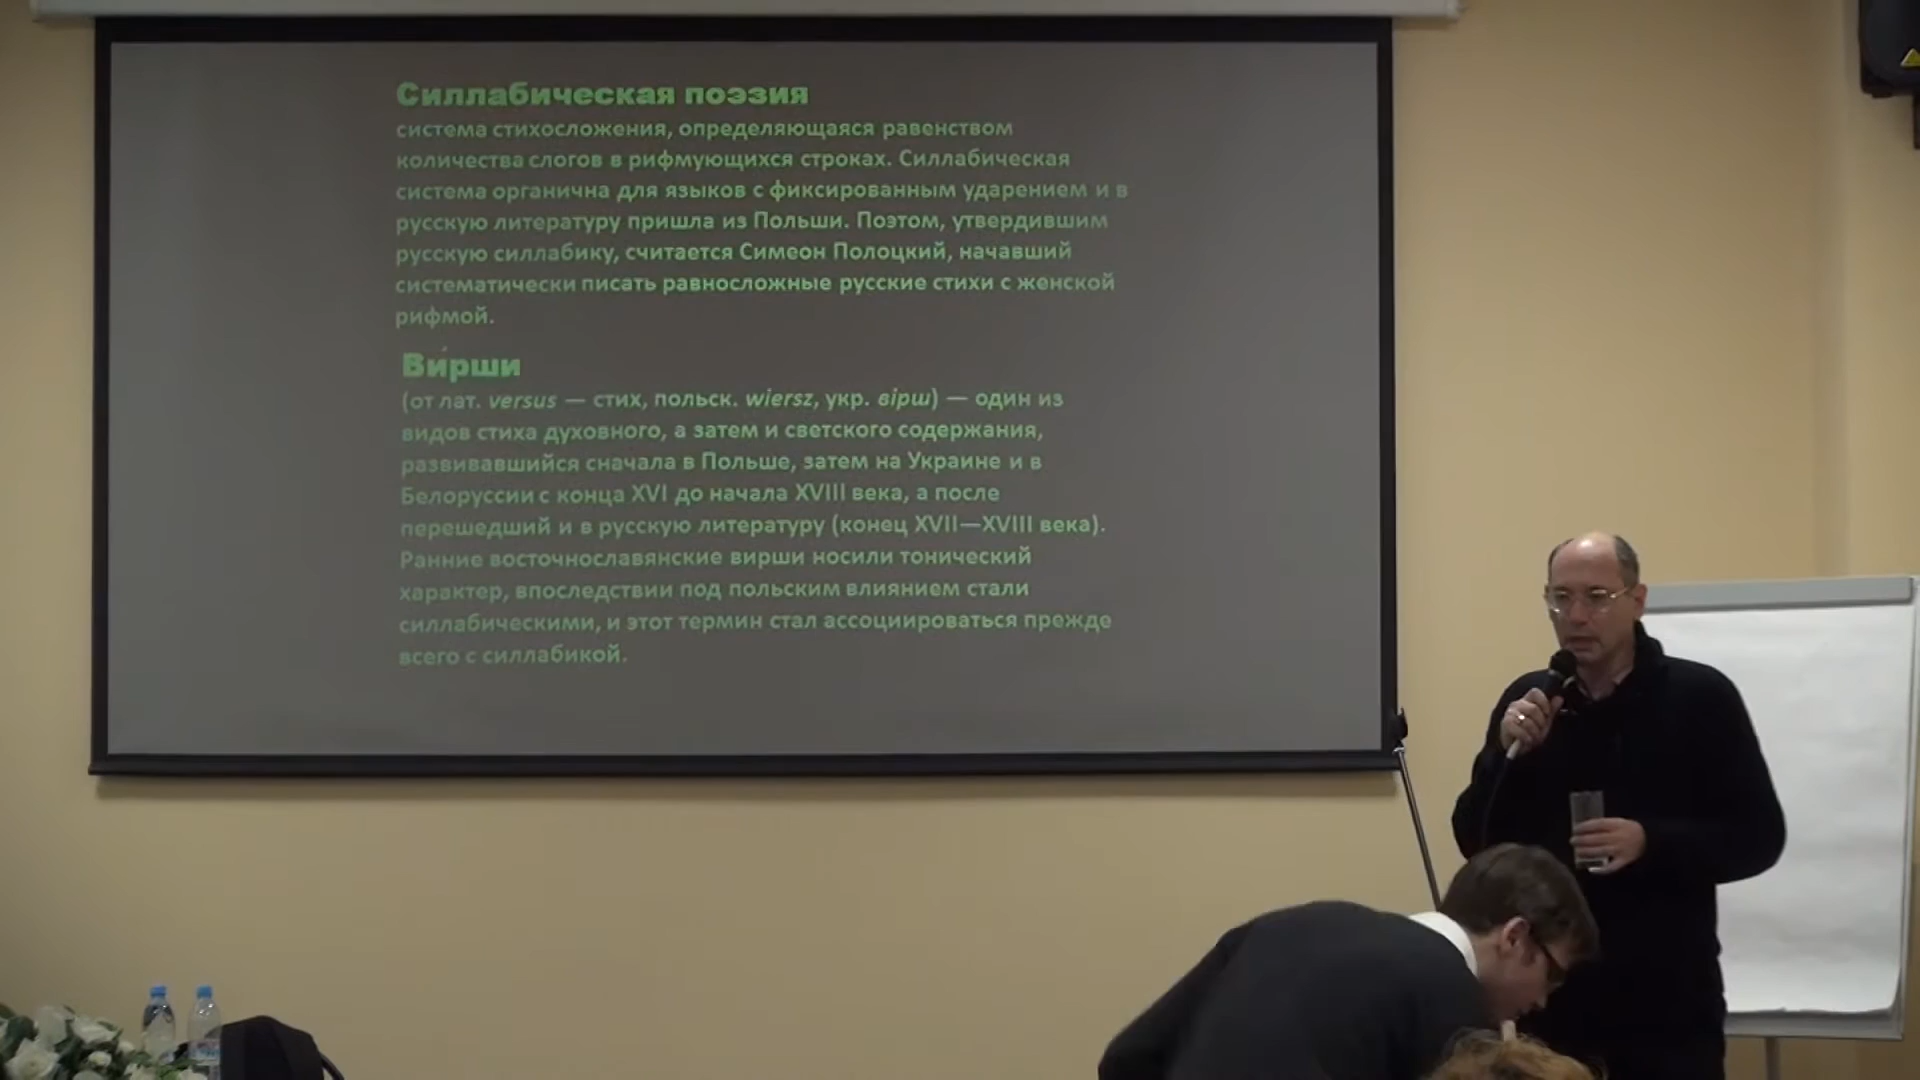 Силлабическая поэзия
система стихосложения, определяющаяся равенством
количества слогов в рифмующихся строках. Силлабическая
система органична для языков с фиксированным ударением и в
русскую литературу пришла из Польши. Поэтом, утвердившим
русскую силлабику, считается Симеон Полоцкий, начавший
систематически писать равносложные русские стихи с женской
рифмой.
Ви́рши
(от лат. versus — стих, польск. wiersz, укр. вірш) — один из
видов стиха духовного, а затем и светского содержания,
развивавшийся сначала в Польше, затем на Украине и в
Белоруссии с конца XVI до начала XVIII века, а после
перешедший и в русскую литературу (конец XVII—XVIII века).
Ранние восточнославянские вирши носили тонический
характер, впоследствии под польским влиянием стали
силлабическими, и этот термин стал ассоциироваться прежде
всего с силлабикой.